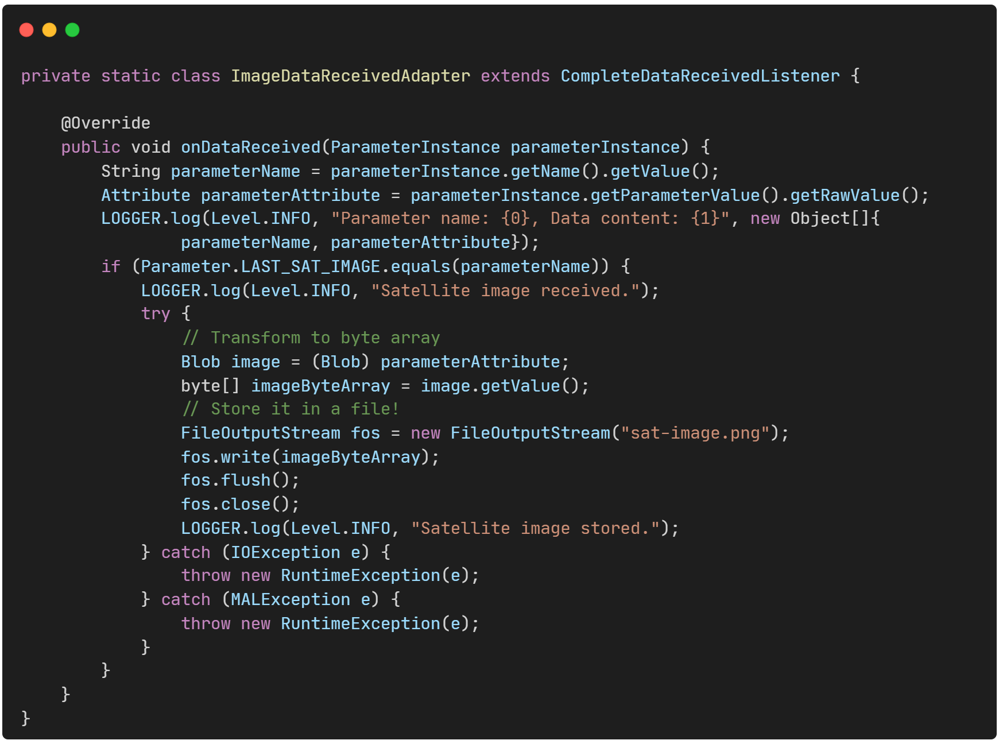 private static class ImageDataReceivedAdapter extends CompleteDataReceivedListener {

    @Override
    public void onDataReceived(ParameterInstance parameterInstance) {
        String parameterName = parameterInstance.getName().getValue();
        Attribute parameterAttribute = parameterInstance.getParameterValue().getRawValue();
        LOGGER.log(Level.INFO, "Parameter name: {0}, Data content: {1}", new Object[]{
                parameterName, parameterAttribute});
        if (Parameter.LAST_SAT_IMAGE.equals(parameterName)) {
            LOGGER.log(Level.INFO, "Satellite image received.");
            try {
                // Transform to byte array
                Blob image = (Blob) parameterAttribute;
                byte[] imageByteArray = image.getValue();
                // Store it in a file!
                FileOutputStream fos = new FileOutputStream("sat-image.png");
                fos.write(imageByteArray);
                fos.flush();
                fos.close();
                LOGGER.log(Level.INFO, "Satellite image stored.");
            } catch (IOException e) {
                throw new RuntimeException(e);
            } catch (MALException e) {
                throw new RuntimeException(e);
            }
        }
    }
}